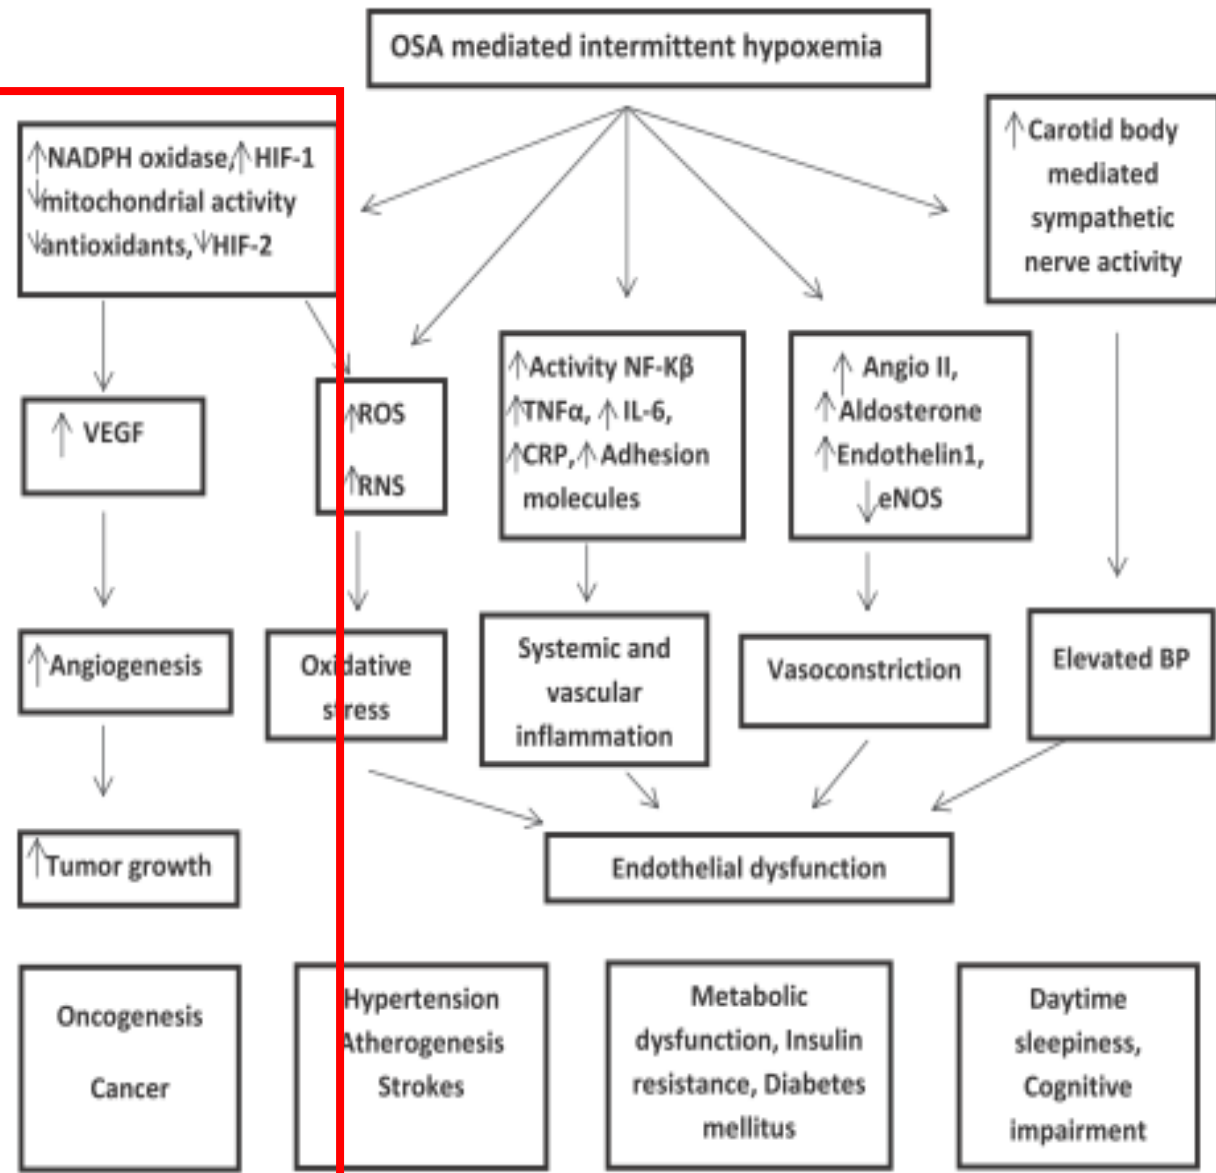 OSA mediated intermittent hypoxemia
↑NADPH oxidase,↑HIF-1
↓mitochondrial activity
↓antioxidants,↓HIF-2
↑Carotid body
mediated
sympathetic
nerve activity
↑ VEGF
↑ROS
↑RNS
↑Activity NF-Kβ
↑TNFα, ↑ IL-6,
↑CRP,↑Adhesion
molecules
↑ Angio II,
↑Aldosterone
↑Endothelin1,
↓eNOS
↑Angiogenesis
Oxidative
stress
Systemic and
vascular
inflammation
Vasoconstriction
Elevated BP
↑Tumor growth
Endothelial dysfunction
Oncogenesis
Cancer
Hypertension
Atherogenesis
Strokes
Metabolic
dysfunction, Insulin
resistance, Diabetes
mellitus
Daytime
sleepiness,
Cognitive
impairment